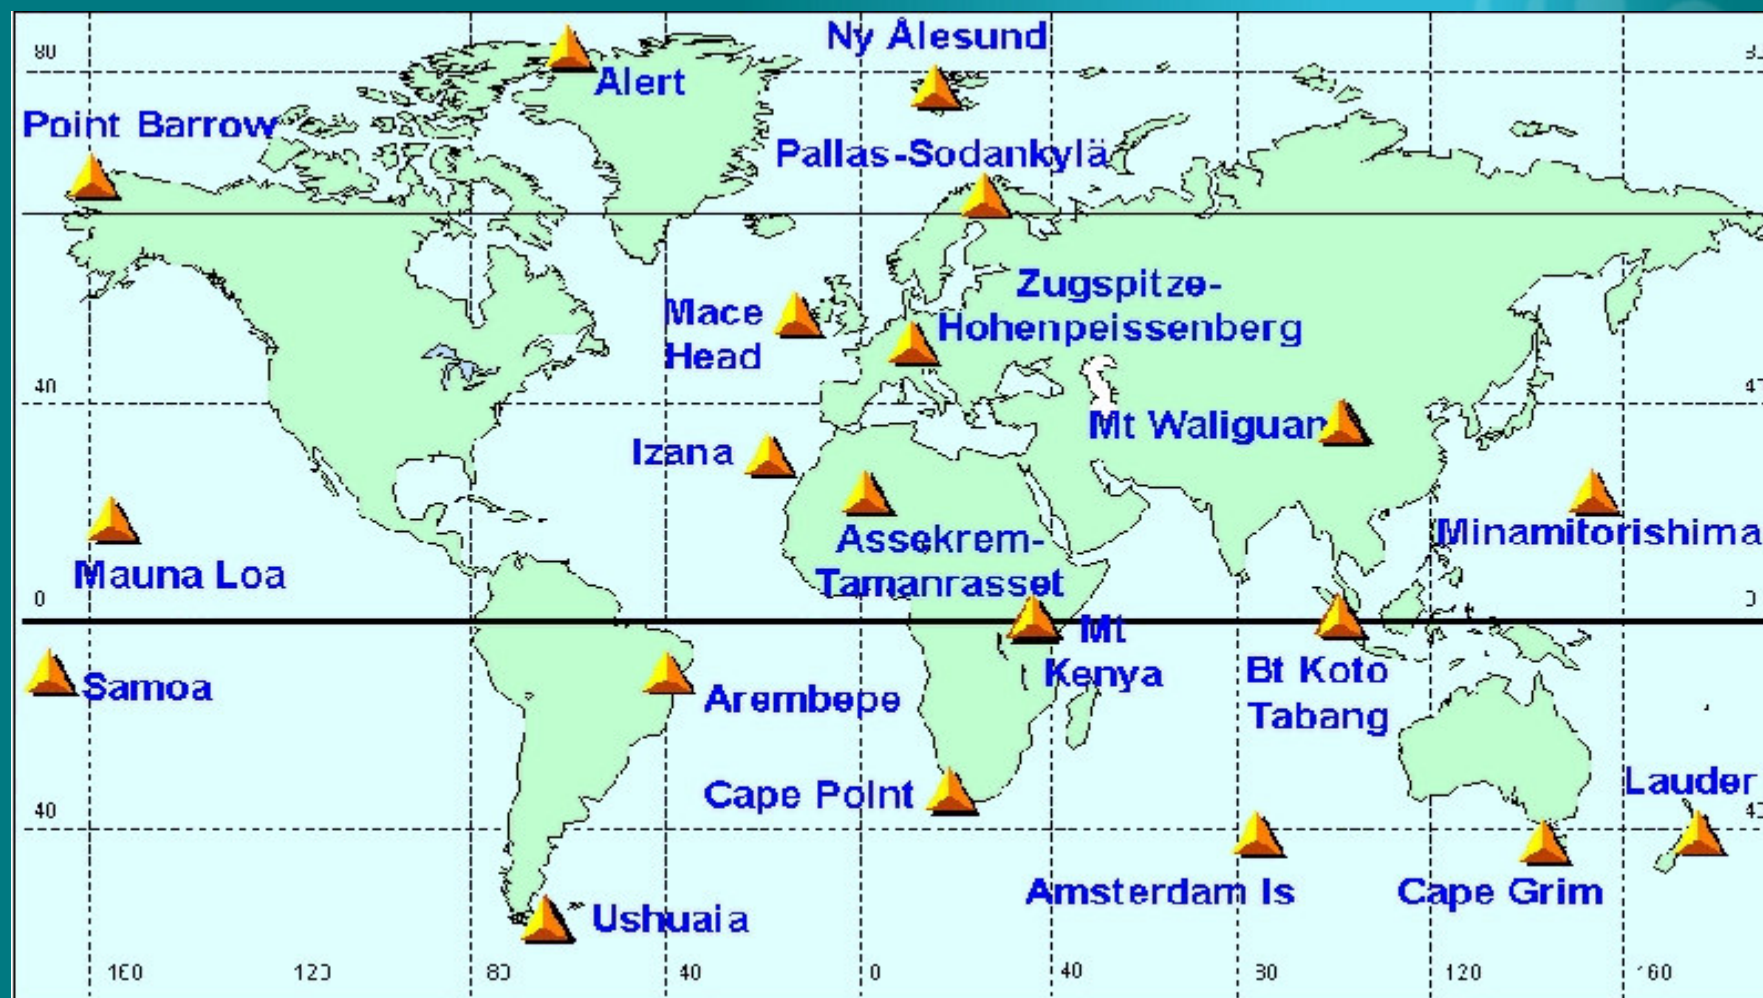 Ny Ålesund
80
Alert
Point Barrow
Pallas-Sodankylä
Zugspitze-
Hohenpeissenberg
Mace
Head
40
Mt Waliguan
Izana
Minamitorishima
Assekrem-
Tamanrasset
Mauna Loa
0
Mt
Kenya
Samoa
Arembepe
Bt Koto
Tabang
Cape Point
Lauder
40
Amsterdam Is
Cape Grim
Ushuaia
160 120 80 40 0 40 80 120 160